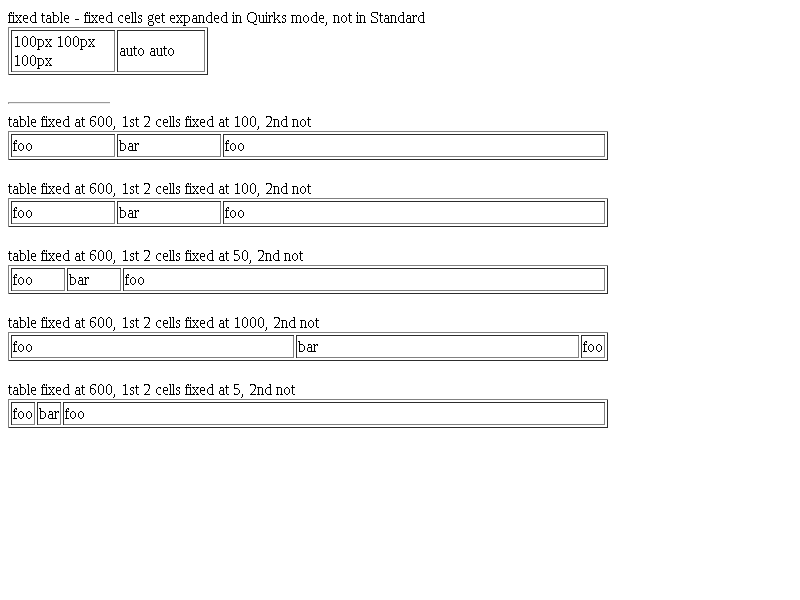 fixed table - fixed cells get expanded in Quirks mode, not in Standard
100px 100px
100px
auto auto
table fixed at 600, 1st 2 cells fixed at 100, 2nd not
foo bar foo
table fixed at 600, 1st 2 cells fixed at 100, 2nd not
foo bar foo
table fixed at 600, 1st 2 cells fixed at 50, 2nd not
foo bar foo
table fixed at 600, 1st 2 cells fixed at 1000, 2nd not
foo bar foo
table fixed at 600, 1st 2 cells fixed at 5, 2nd not
foo bar foo